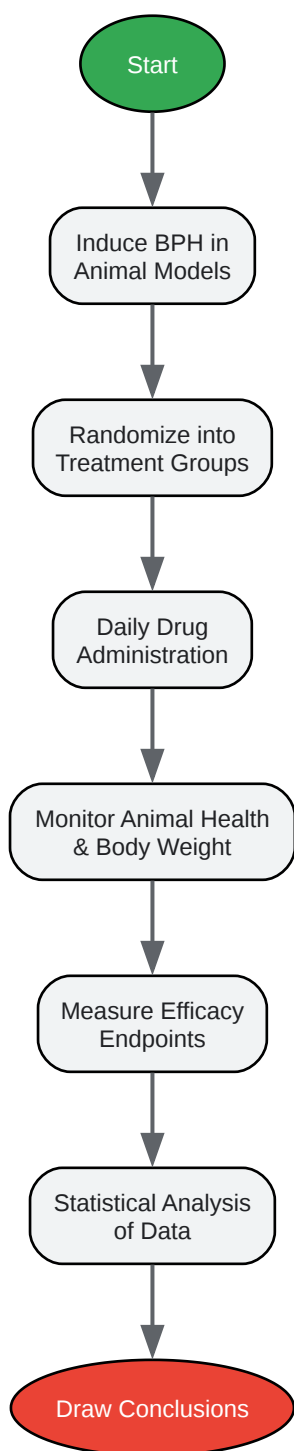 Start
Induce BPH in
Animal Models
Randomize into
Treatment Groups
Daily Drug
Administration
Monitor Animal Health
& Body Weight
Measure Efficacy
Endpoints
Statistical Analysis
of Data
Draw Conclusions